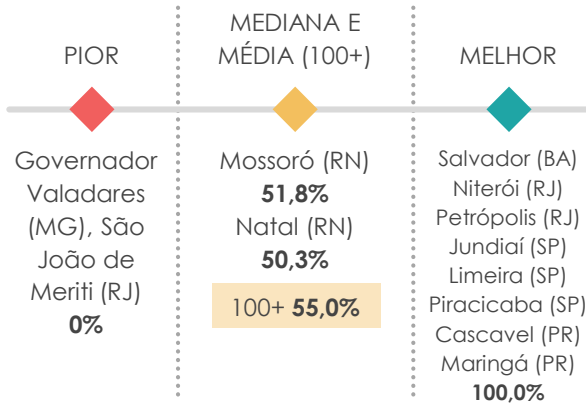 PIOR
Governador
Valadares
(MG), São
João de
Meriti (RJ)
0%
MEDIANA E
MÉDIA (100+)
Mossoró (RN)
51,8%
Natal (RN)
50,3%
100+ 55,0%
MELHOR
Salvador (BA)
Niterói (RJ)
Petrópolis (RJ)
Jundiaí (SP)
Limeira (SP)
Piracicaba (SP)
Cascavel (PR)
Maringá (PR)
100,0%